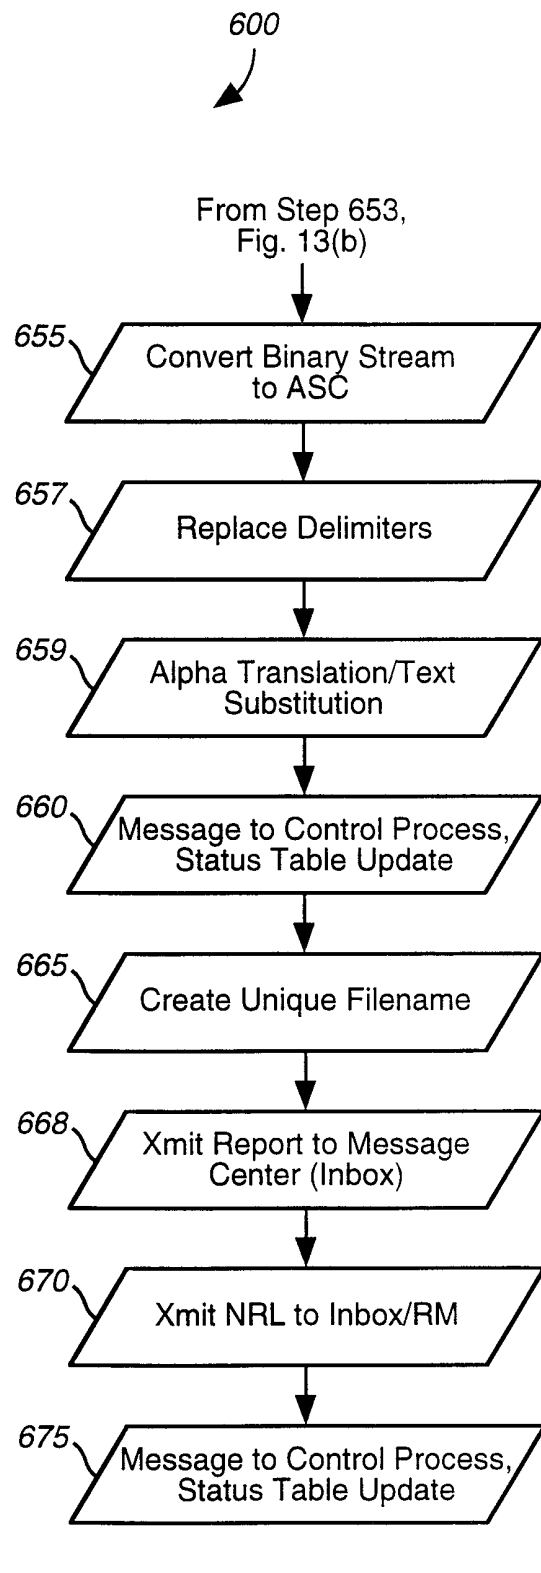 600
From Step 653,
Fig. 13(b)
655
Convert Binary Stream
to ASC
657
Replace Delimiters
659
Alpha Translation/Text
Substitution
660
Message to Control Process,
Status Table Update
665
Create Unique Filename
668
Xmit Report to Message
Center (Inbox)
670
Xmit NRL to Inbox/RM
675
Message to Control Process,
Status Table Update